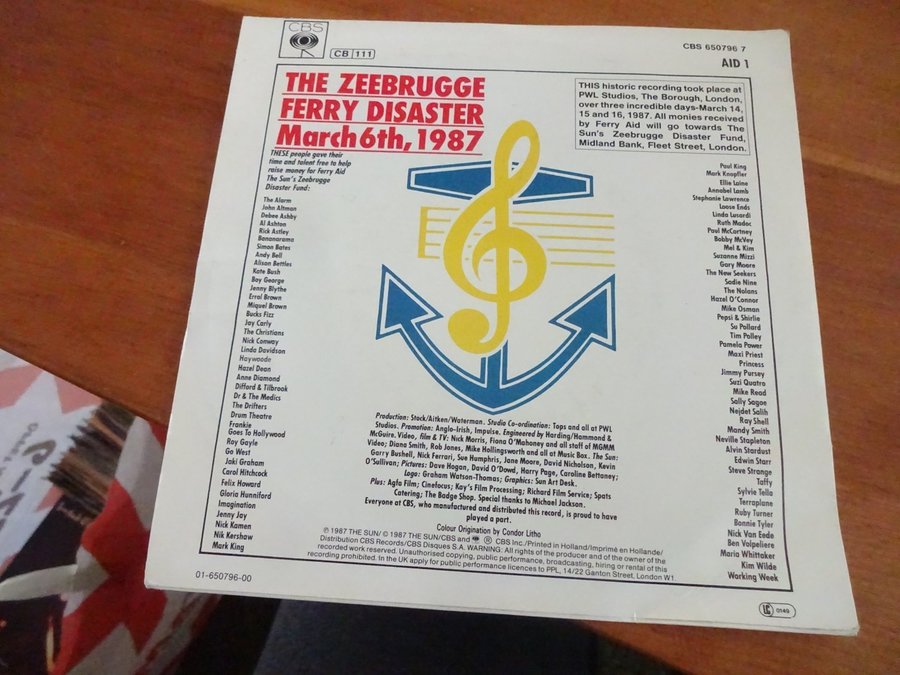 CBS
CB 111
CBS 650796 7
AID 1
THE ZEEBRUGGE
FERRY DISASTER
March 6th, 1987
THIS historic recording took place at
PWL Studios, The Borough, London,
over three incredible days-March 14,
15 and 16, 1987. All monies received
by Ferry Aid will go towards The
Sun's Zeebrugge Disaster Fund,
Midland Bank, Fleet Street, London.
THESE people gave their
time and talent free to help
raise money for Ferry Aid
The Sun's Zeebrugge
Disaster Fund:
The Alarm
John Altman
Debee Ashby
Al Ashton
Rick Astley
Bananarama
Simon Bates
Andy Bell
Alison Bettles
Kate Bush
Boy George
Jenny Blythe
Errol Brown
Miquel Brown
Bucks Fizz
Jay Carly
The Christians
Nick Conway
Linda Davidson
Haywoode
Hazel Dean
Anne Diamond
Difford & Tilbrook
Dr & The Medics
The Drifters
Drum Theatre
Frankie
Goes To Hollywood
Ray Gayle
Go West
Jaki Graham
Carol Hitchcock
Felix Howard
Gloria Hunniford
Imagination
Jenny Jay
Nick Kamen
Nik Kershaw
Mark King
Paul King
Mark Knopfler
Ellie Laine
Annabel Lamb
Stephanie Lawrence
Loose Ends
Linda Lusardi
Ruth Madoc
Paul McCartney
Bobby McVey
Mel & Kim
Suzanne Mizzi
Gary Moore
The New Seekers
Sadie Nine
The Nolans
Hazel O'Connor
Mike Osman
Pepsi & Shirlie
Su Pollard
Tim Polley
Pamela Power
Maxi Priest
Princess
Jimmy Pursey
Suzi Quatro
Mike Read
Sally Sagoe
Nejdet Salih
Ray Shell
Mandy Smith
Neville Stapleton
Alvin Stardust
Edwin Starr
Steve Strange
Taffy
Sylvie Tella
Terraplane
Ruby Turner
Bonnie Tyler
Nick Van Eede
Ben Volpeliere
Maria Whittaker
Kim Wilde
Working Week
Production: Stock/Aitken/Waterman. Studio Co-ordination: Tops and all at PWL
Studios. Promotion: Anglo-Irish, Impulse. Engineered by Harding/Hammond &
McGuire. Video, film & TV: Nick Morris, Fiona O'Mahoney and all staff of MGMM
Video; Diane Smith, Rob Jones, Mike Hollingsworth and all at Music Box. The Sun:
Garry Bushell, Nick Ferrari, Sue Humphris, Jane Moore, David Nicholson, Kevin
O'Sullivan; Pictures: Dave Hogan, David O'Dowd, Harry Page, Caroline Bettaney;
Logo: Graham Watson-Thomas; Graphics: Sun Art Desk.
Plus: Agfa Film; Cinefocus; Kay's Film Processing; Richard Film Service; Spats
Catering; The Badge Shop. Special thanks to Michael Jackson.
Everyone at CBS, who manufactured and distributed this record, is proud to have
played a part.
Colour Origination by Condor Litho
℗ 1987 THE SUN/ © 1987 THE SUN/CBS and ® CBS Inc./Printed in Holland/Imprimé en Hollande/
Distribution CBS Records/CBS Disques S.A. WARNING: All rights of the producer and of the owner of the
recorded work reserved. Unauthorised copying, public performance, broadcasting, hiring or rental of this
recording prohibited. In the UK apply for public performance licences to PPL, 14/22 Ganton Street, London W1
01-650796-00
LC 0149